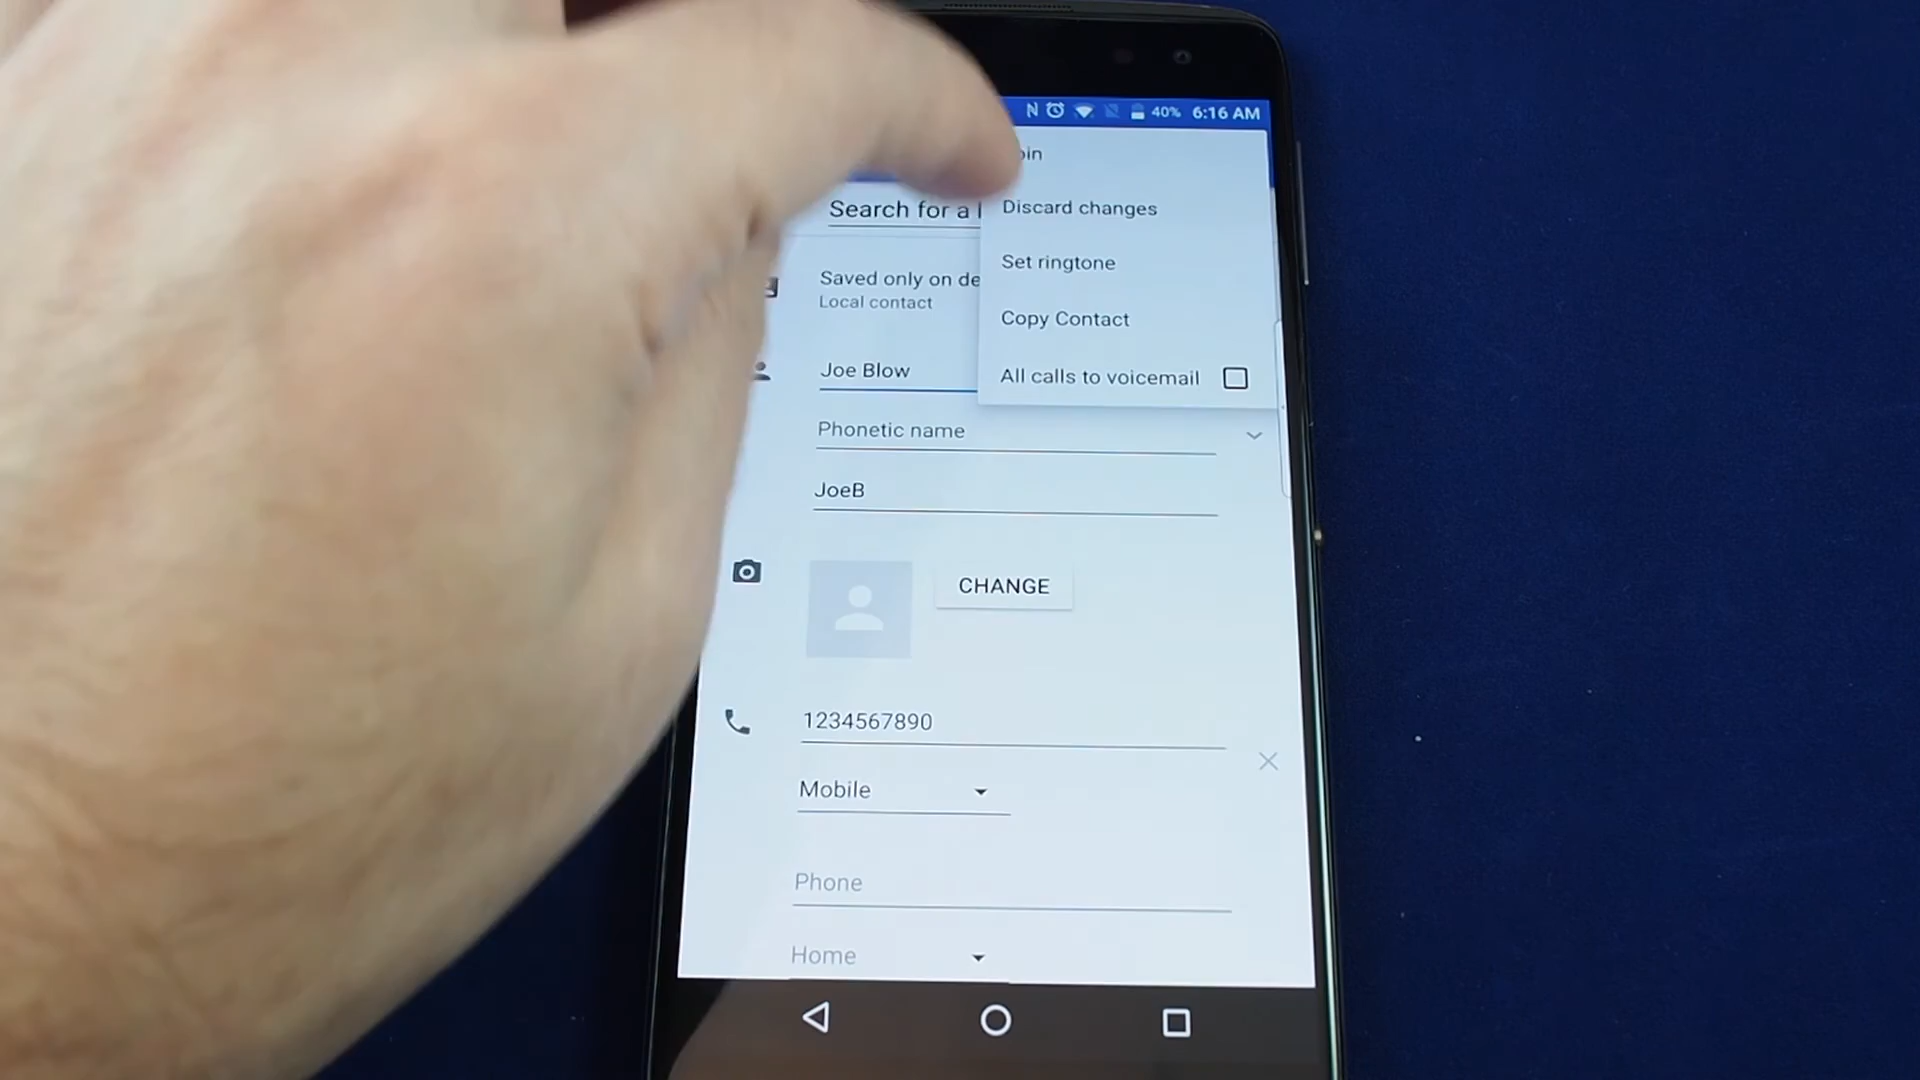 40% 6:16 AM
Discard changes
Search for a
Set ringtone
Saved only on de
Local contact
Copy Contact
Joe Blow
All calls to voicemail
Phonetic name
JoeB
CHANGE
1234567890
Mobile
Phone
Home